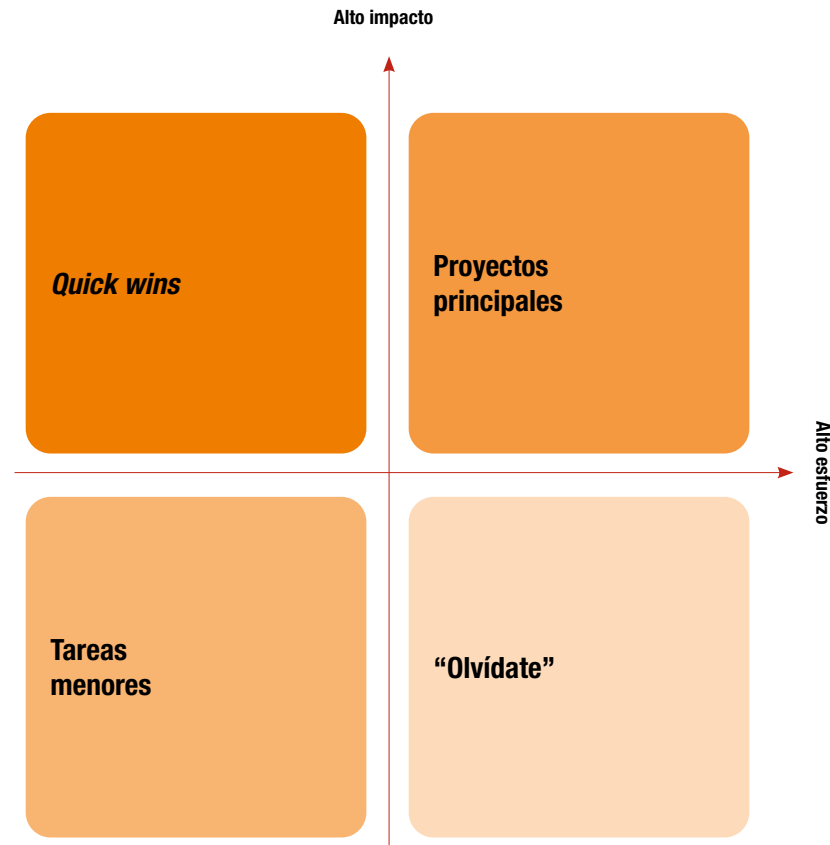 Alto impacto
Quick wins
Proyectos
principales
Alto esfuerzo
Tareas
menores
“Olvídate”